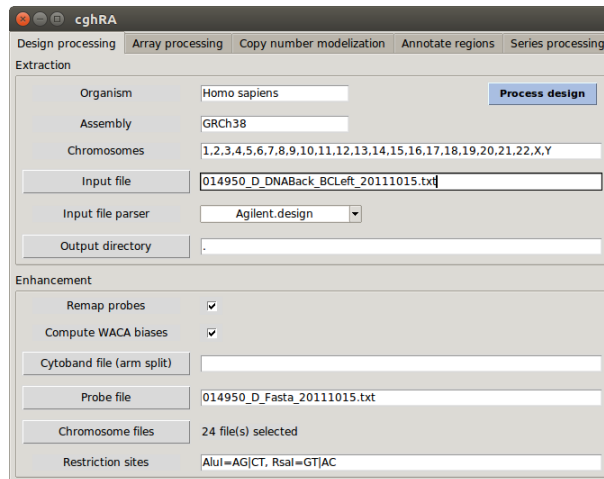 cghRA
Design processing Array processing Copy number modelization Annotate regions Series processing
Extraction
Organism Homo sapiens Process design
Assembly GRCh38
Chromosomes 1,2,3,4,5,6,7,8,9,10,11,12,13,14,15,16,17,18,19,20,21,22,X,Y
Input file 014950_D_DNABack_BCLeft_20111015.txt
Input file parser Agilent.design
Output directory .
Enhancement
Remap probes
Compute WACA biases
Cytoband file (arm split)
Probe file 014950_D_Fasta_20111015.txt
Chromosome files 24 file(s) selected
Restriction sites AluI=AG|CT, RsaI=GT|AC